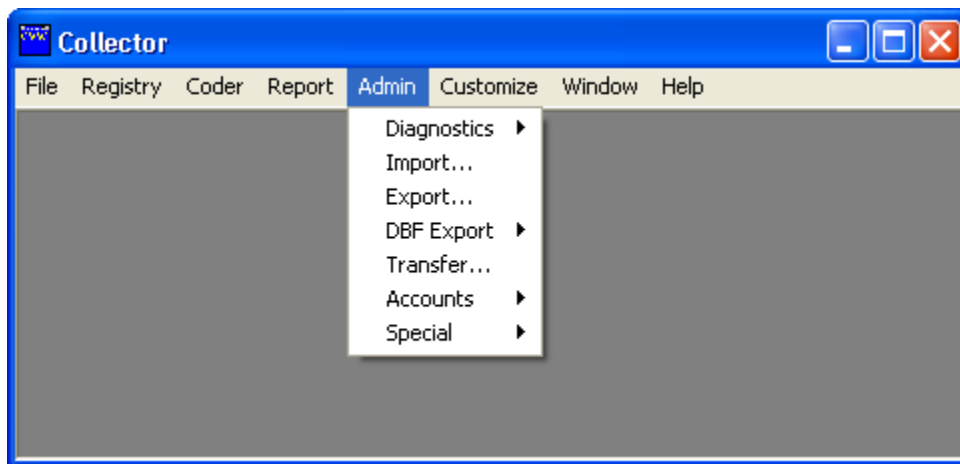 Collector
File Registry Coder Report Admin Customize Window Help
Diagnostics
Import...
Export...
DBF Export
Transfer...
Accounts
Special